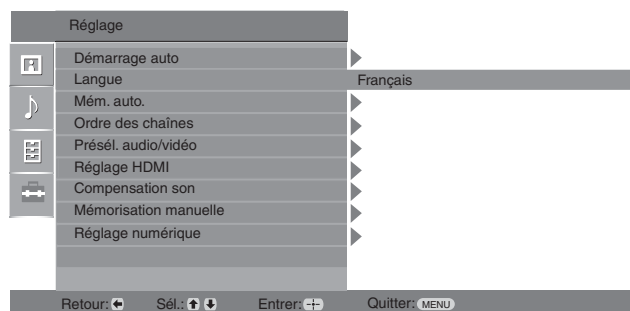 Réglage
Démarrage auto
Langue Français
Mém. auto.
Ordre des chaînes
Présél. audio/vidéo
Réglage HDMI
Compensation son
Mémorisation manuelle
Réglage numérique
Retour: Sél.: Entrer: Quitter: MENU